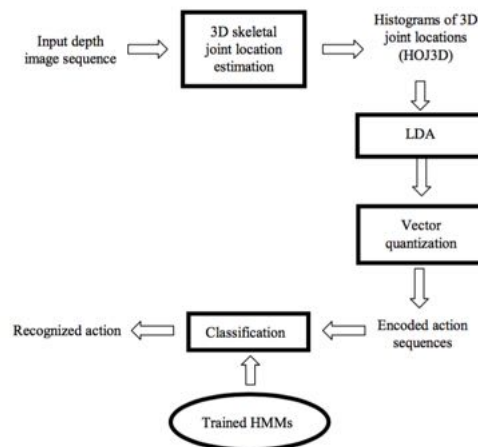 Input depth
image sequence
3D skeletal
joint location
estimation
Histograms of 3D
joint locations
(HOJ3D)
LDA
Vector
quantization
Encoded action
sequences
Classification
Recognized action
Trained HMMs